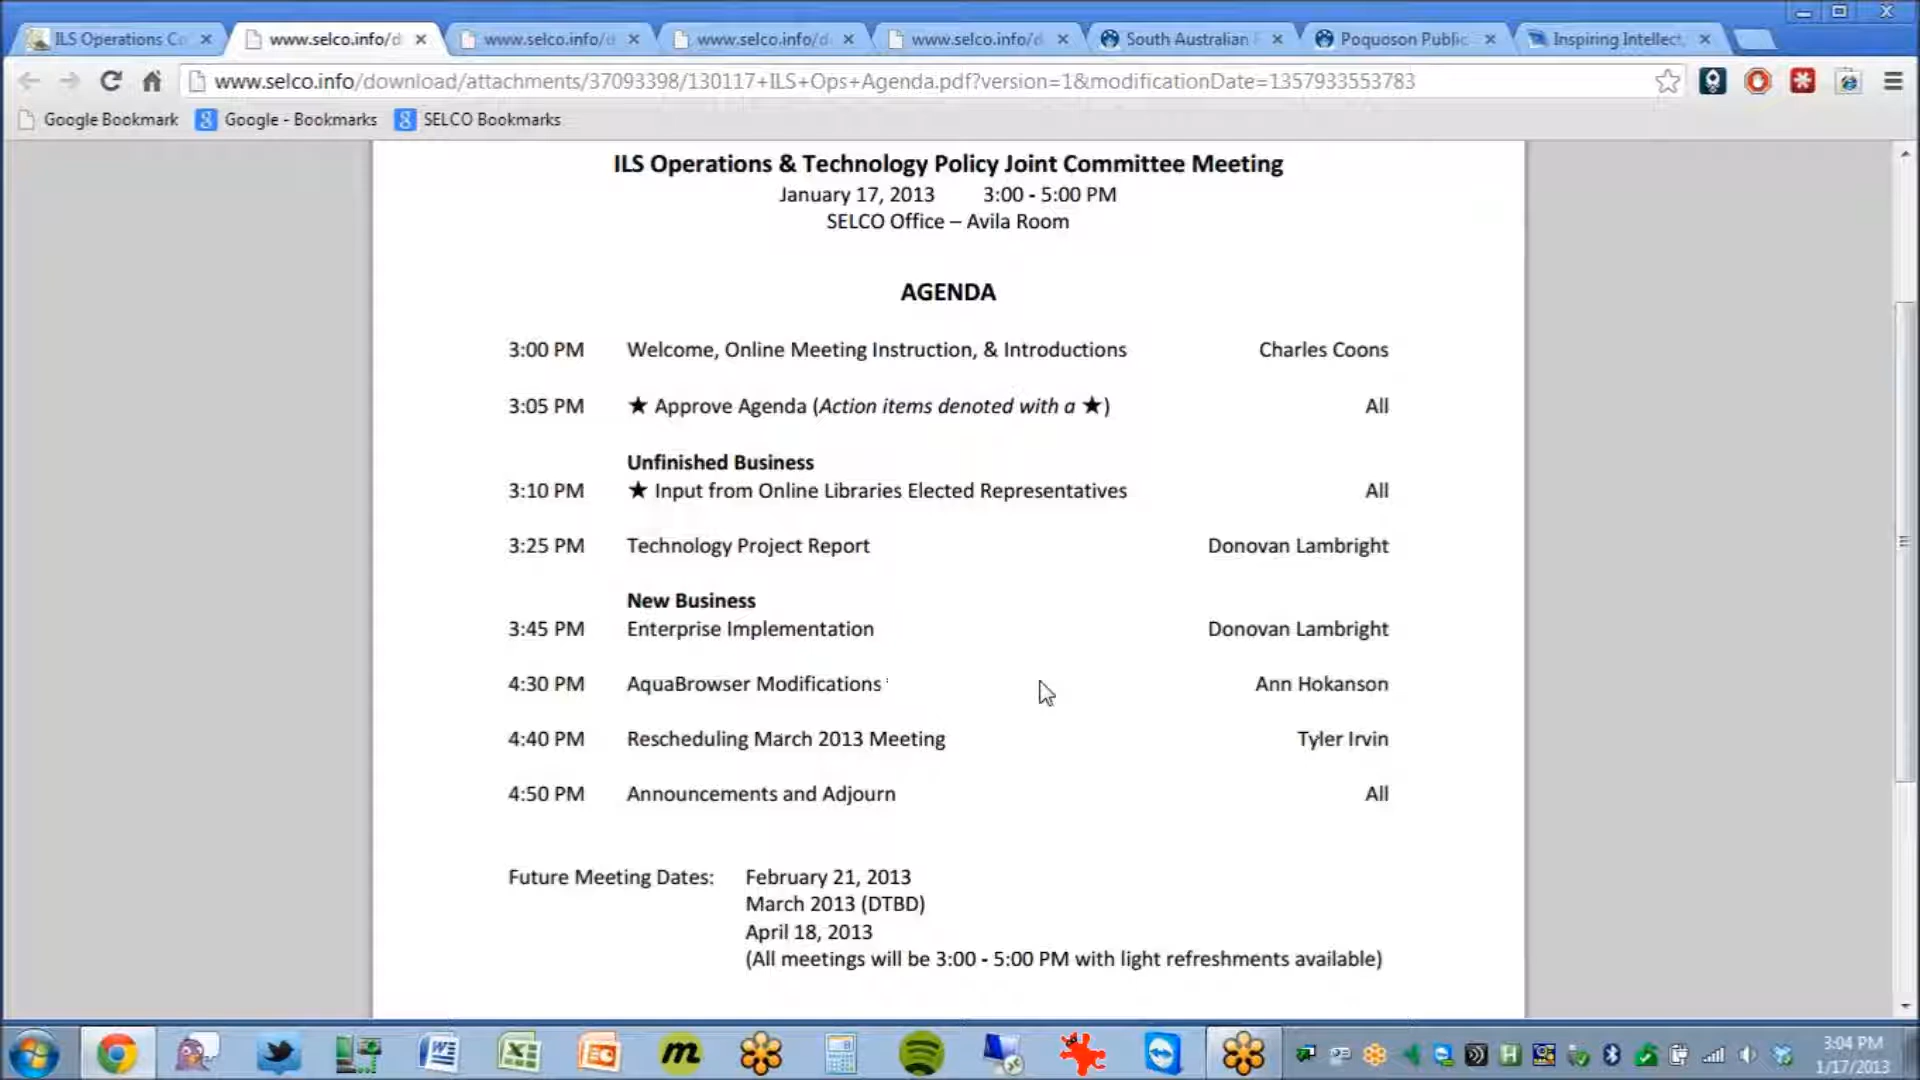 ILS Operations Co
www.selco.info/d
www.selco.info/d
www.selco.info/d
www.selco.info/d
South Australian
Poquoson Public
Inspiring Intellect
www.selco.info/download/attachments/37093398/130117+ILS+Ops+Agenda.pdf?version=1&modificationDate=1357933553783
Google Bookmark
Google - Bookmarks
SELCO Bookmarks
ILS Operations & Technology Policy Joint Committee Meeting
January 17, 2013 3:00 - 5:00 PM
SELCO Office – Avila Room
AGENDA
3:00 PM Welcome, Online Meeting Instruction, & Introductions Charles Coons
3:05 PM ★ Approve Agenda (Action items denoted with a ★) All
Unfinished Business
3:10 PM ★ Input from Online Libraries Elected Representatives All
3:25 PM Technology Project Report Donovan Lambright
New Business
3:45 PM Enterprise Implementation Donovan Lambright
4:30 PM AquaBrowser Modifications Ann Hokanson
4:40 PM Rescheduling March 2013 Meeting Tyler Irvin
4:50 PM Announcements and Adjourn All
Future Meeting Dates: February 21, 2013
March 2013 (DTBD)
April 18, 2013
(All meetings will be 3:00 - 5:00 PM with light refreshments available)
3:04 PM
1/17/2013